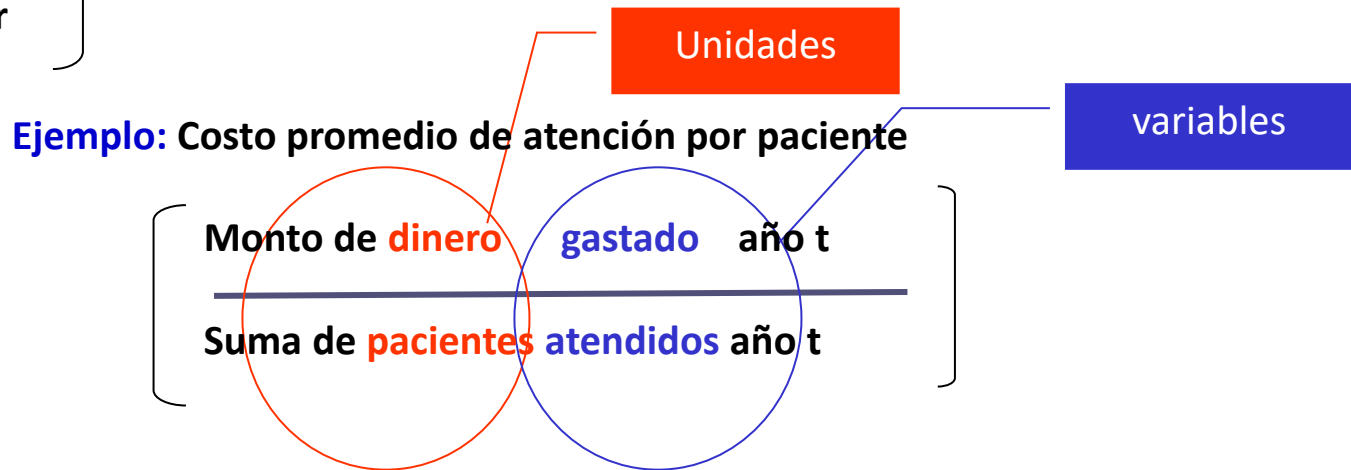 r
Unidades
variables
Ejemplo: Costo promedio de atención por paciente
Monto de dinero gastado año t
Suma de pacientes atendidos año t